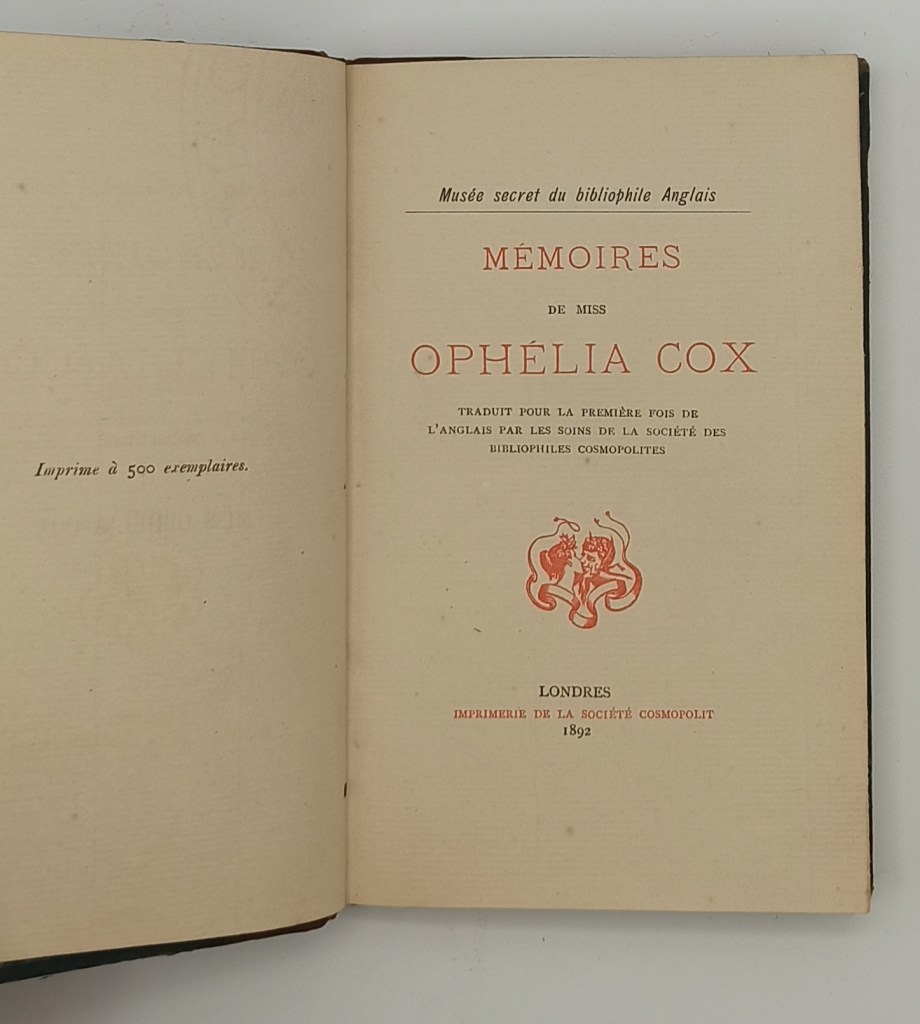 Imprime à 500 exemplaires.
Musée secret du bibliophile Anglais
MÉMOIRES
DE MISS
OPHÉLIA COX
TRADUIT POUR LA PREMIÈRE FOIS DE
L'ANGLAIS PAR LES SOINS DE LA SOCIÉTÉ DES
BIBLIOPHILES COSMOPOLITES
LONDRES
IMPRIMERIE DE LA SOCIÉTÉ COSMOPOLIT
1892